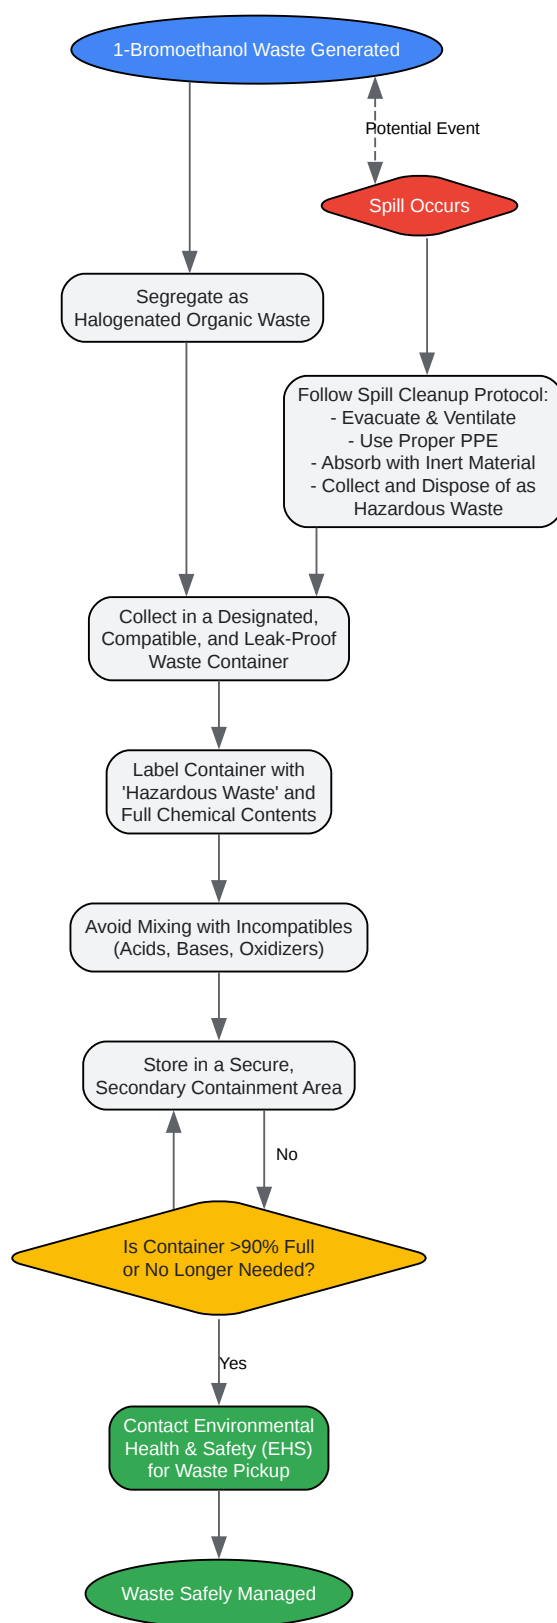 1-Bromoethanol Waste Generated
Potential Event
Spill Occurs
Segregate as
Halogenated Organic Waste
Follow Spill Cleanup Protocol:
- Evacuate & Ventilate
- Use Proper PPE
- Absorb with Inert Material
- Collect and Dispose of as
Hazardous Waste
Collect in a Designated,
Compatible, and Leak-Proof
Waste Container
Label Container with
'Hazardous Waste' and
Full Chemical Contents
Avoid Mixing with Incompatibles
(Acids, Bases, Oxidizers)
Store in a Secure,
Secondary Containment Area
No
Is Container >90% Full
or No Longer Needed?
Yes
Contact Environmental
Health & Safety (EHS)
for Waste Pickup
Waste Safely Managed